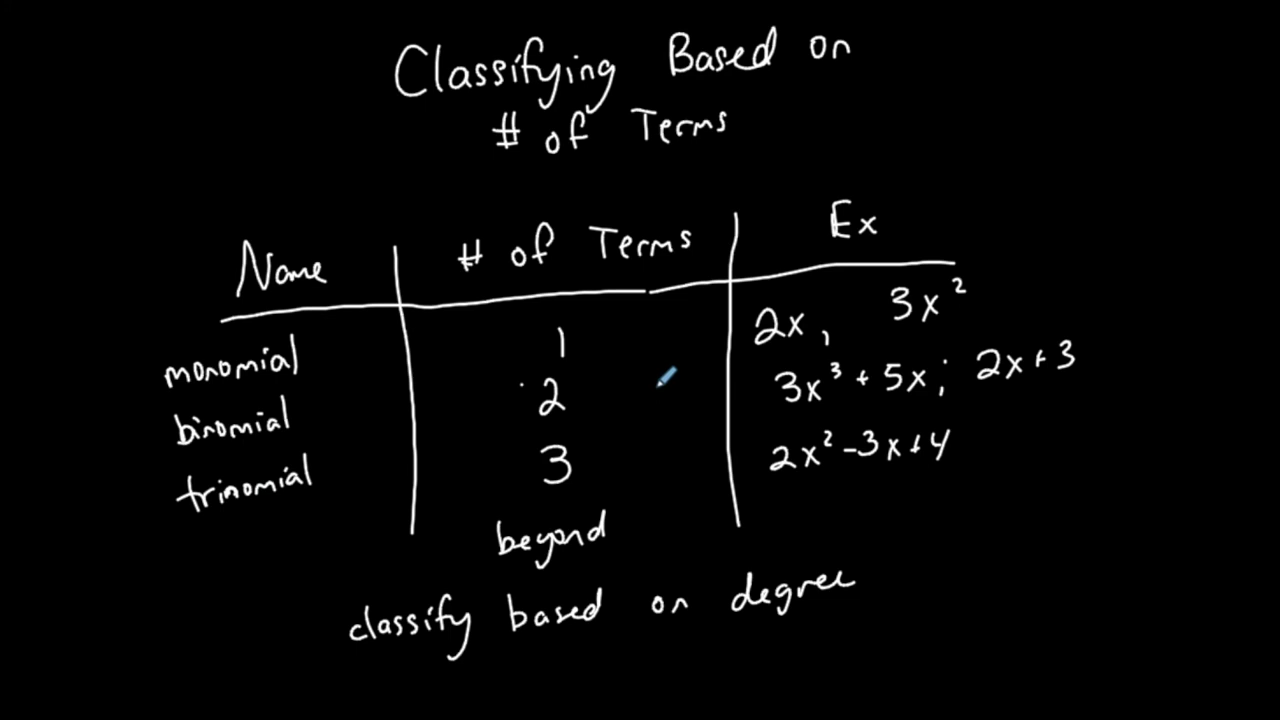 Classifying Based on
# of Terms
Name # of Terms Ex
monomial 1 2x, 3x²
binomial 2 3x³ + 5x; 2x + 3
trinomial 3 2x² - 3x + 4
beyond
classify based on degree